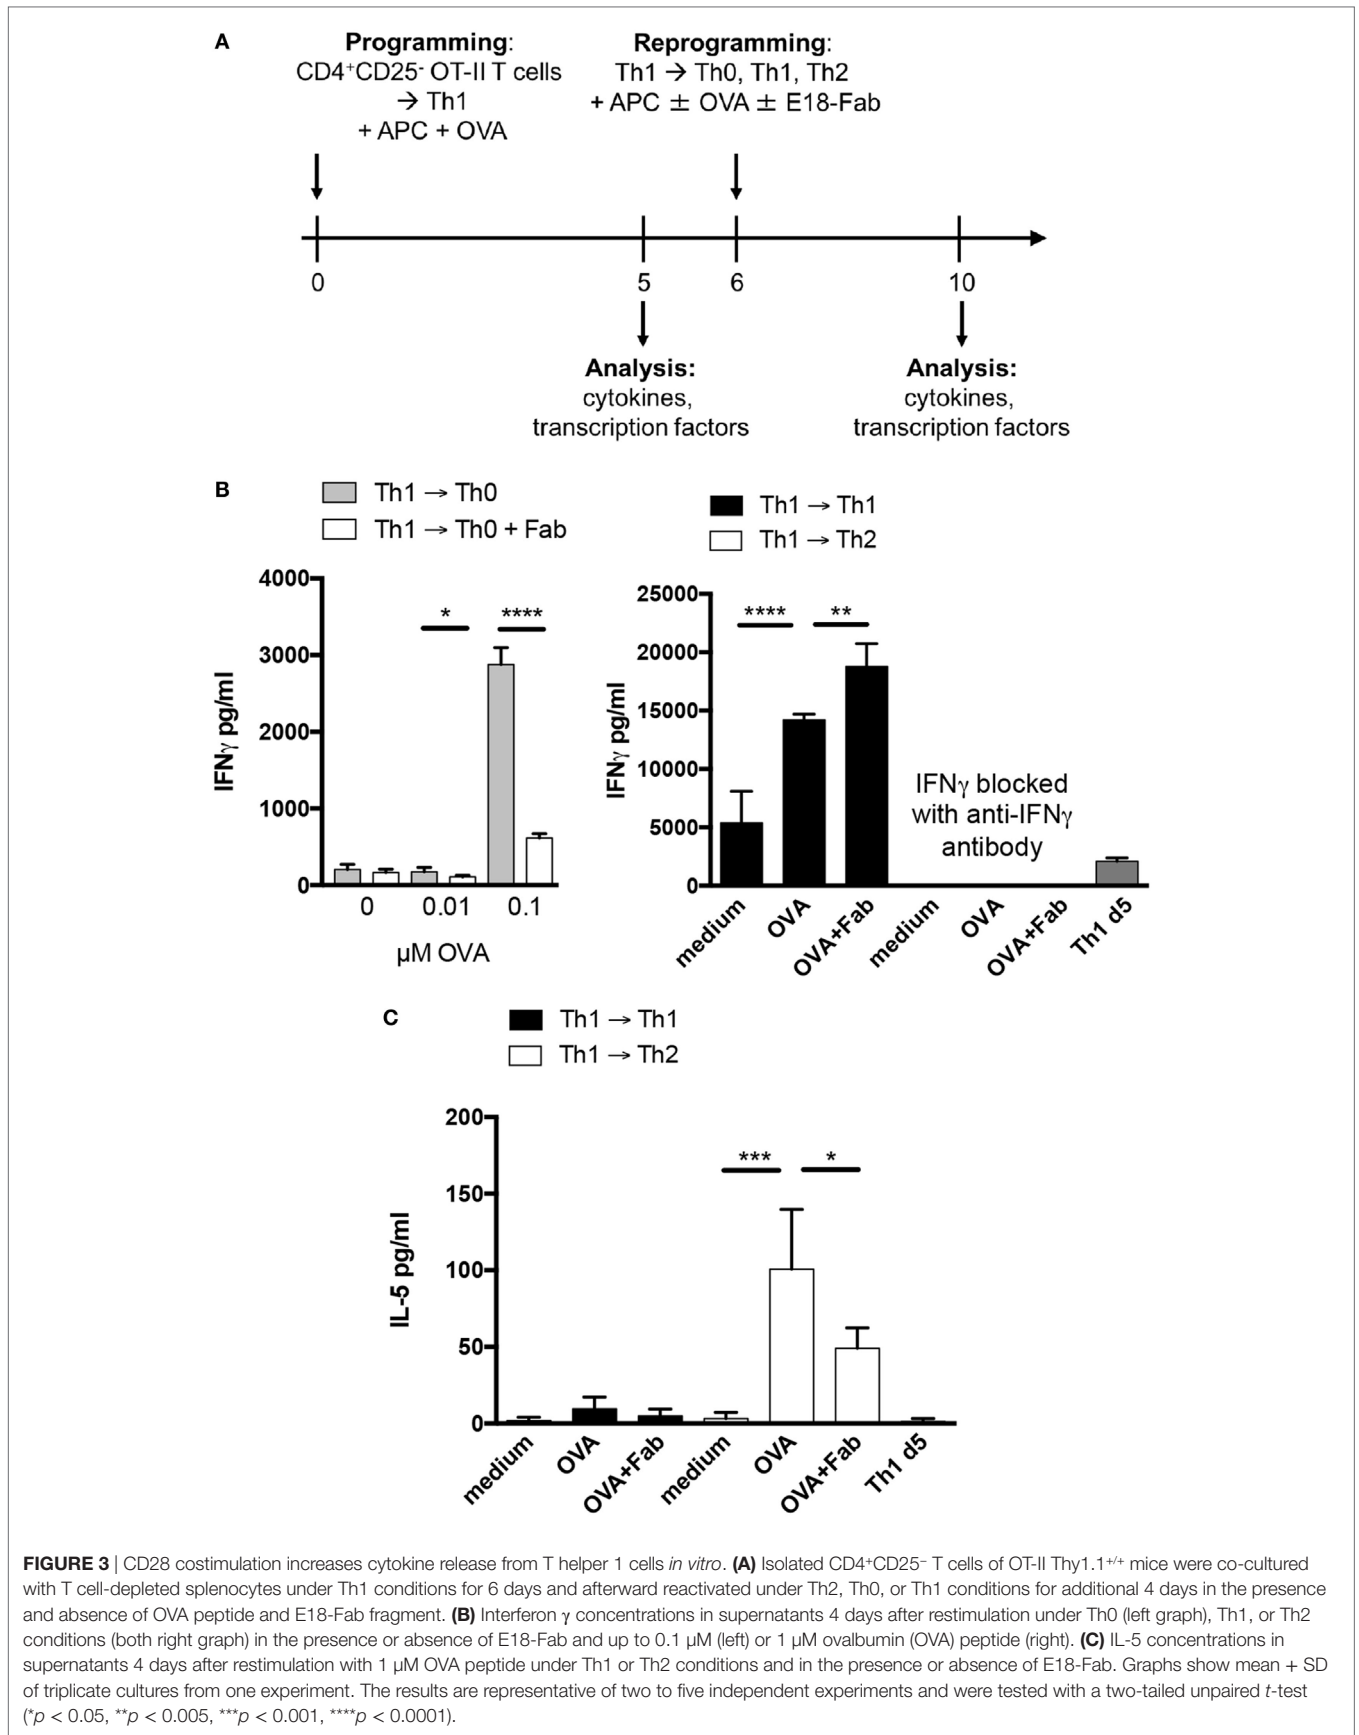 A
Programming:
CD4+CD25- OT-II T cells
→ Th1
+ APC + OVA
Reprogramming:
Th1 → Th0, Th1, Th2
+ APC ± OVA ± E18-Fab
0
5
6
10
Analysis:
cytokines,
transcription factors
Analysis:
cytokines,
transcription factors
B
Th1 → Th0
Th1 → Th0 + Fab
IFNγ pg/ml
4000
3000
2000
1000
0
*
****
0
0.01
0.1
µM OVA
Th1 → Th1
Th1 → Th2
IFNγ pg/ml
25000
20000
15000
10000
5000
0
****
**
IFNγ blocked
with anti-IFNγ
antibody
medium
OVA
OVA+Fab
medium
OVA
OVA+Fab
Th1 d5
C
Th1 → Th1
Th1 → Th2
IL-5 pg/ml
200
150
100
50
0
***
*
medium
OVA
OVA+Fab
medium
OVA
OVA+Fab
Th1 d5
FIGURE 3 | CD28 costimulation increases cytokine release from T helper 1 cells in vitro. (A) Isolated CD4+CD25− T cells of OT-II Thy1.1+/+ mice were co-cultured
with T cell-depleted splenocytes under Th1 conditions for 6 days and afterward reactivated under Th2, Th0, or Th1 conditions for additional 4 days in the presence
and absence of OVA peptide and E18-Fab fragment. (B) Interferon γ concentrations in supernatants 4 days after restimulation under Th0 (left graph), Th1, or Th2
conditions (both right graph) in the presence or absence of E18-Fab and up to 0.1 µM (left) or 1 µM ovalbumin (OVA) peptide (right). (C) IL-5 concentrations in
supernatants 4 days after restimulation with 1 µM OVA peptide under Th1 or Th2 conditions and in the presence or absence of E18-Fab. Graphs show mean + SD
of triplicate cultures from one experiment. The results are representative of two to five independent experiments and were tested with a two-tailed unpaired t-test
(*p < 0.05, **p < 0.005, ***p < 0.001, ****p < 0.0001).